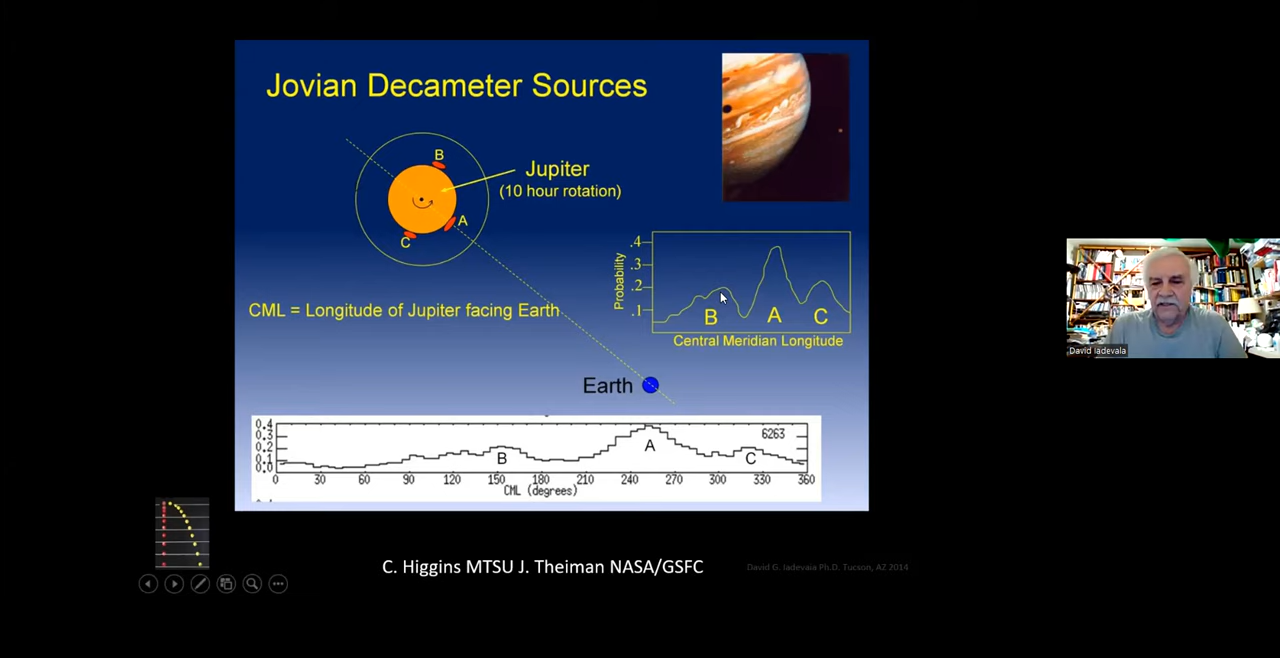 Jovian Decameter Sources
B
Jupiter
(10 hour rotation)
A
C
CML = Longitude of Jupiter facing Earth
Earth
Probability
.4
.3
.2
.1
B
A
C
Central Meridian Longitude
0.4
0.3
0.2
0.1
0.0
B
A
C
6263
0
30
60
90
120
150
180
210
240
270
300
330
360
CML (degrees)
C. Higgins MTSU J. Theiman NASA/GSFC
David G. Iadevaia Ph.D. Tucson, AZ 2014
David Iadevaia